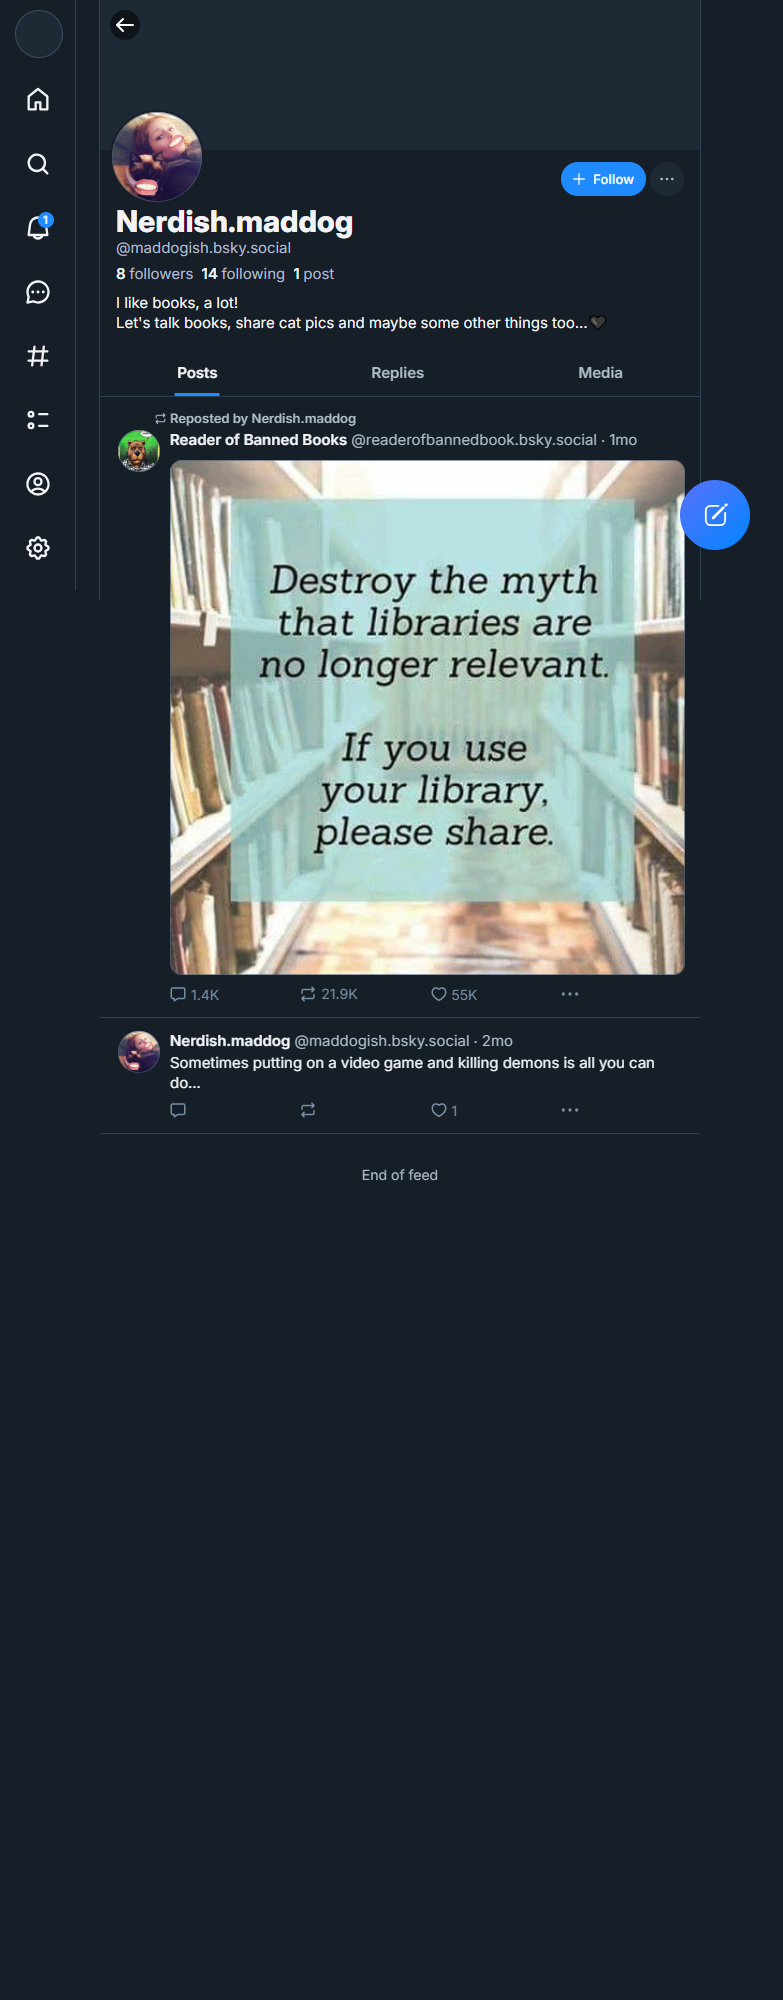 1
+ Follow
Nerdish.maddog
@maddogish.bsky.social
8 followers 14 following 1 post
I like books, a lot!
Let's talk books, share cat pics and maybe some other things too...🖤
Posts Replies Media
Reposted by Nerdish.maddog
Reader of Banned Books @readerofbannedbook.bsky.social · 1mo
Destroy the myth
that libraries are
no longer relevant.
If you use
your library,
please share.
1.4K 21.9K 55K
Nerdish.maddog @maddogish.bsky.social · 2mo
Sometimes putting on a video game and killing demons is all you can
do...
1
End of feed